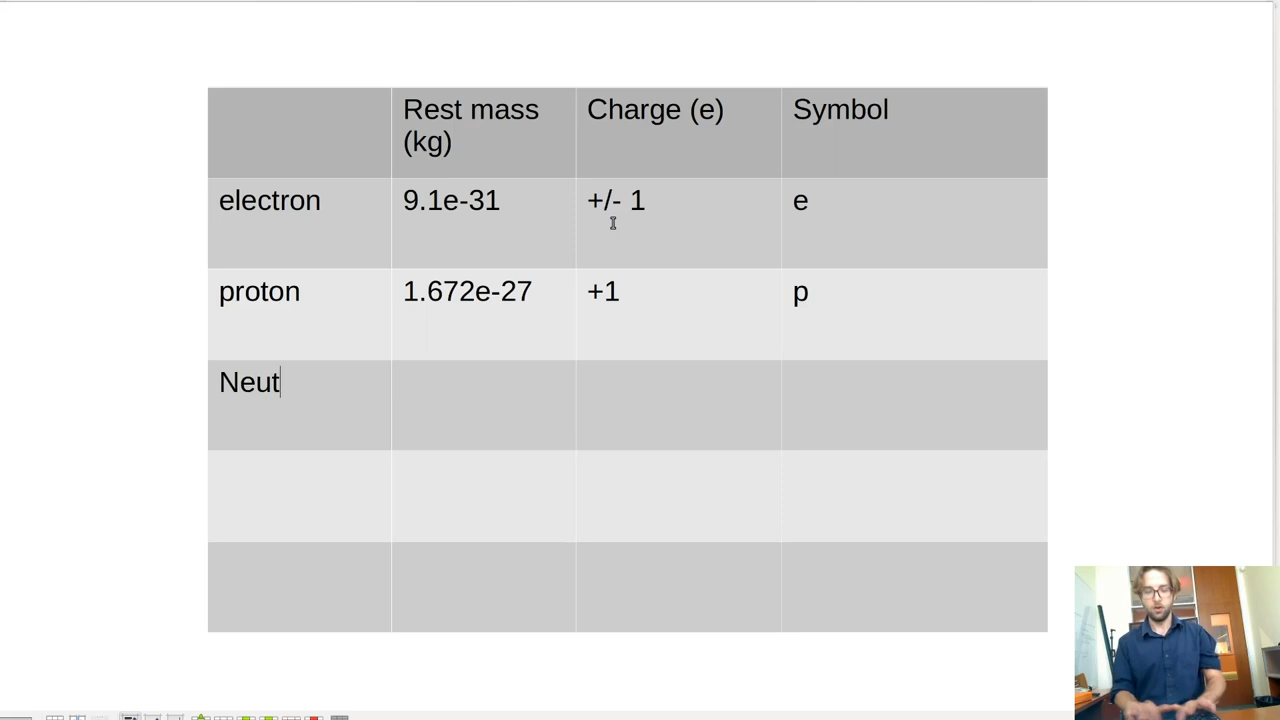 Rest mass (kg)
Charge (e)
Symbol
electron
9.1e-31
+/- 1
e
proton
1.672e-27
+1
p
Neut